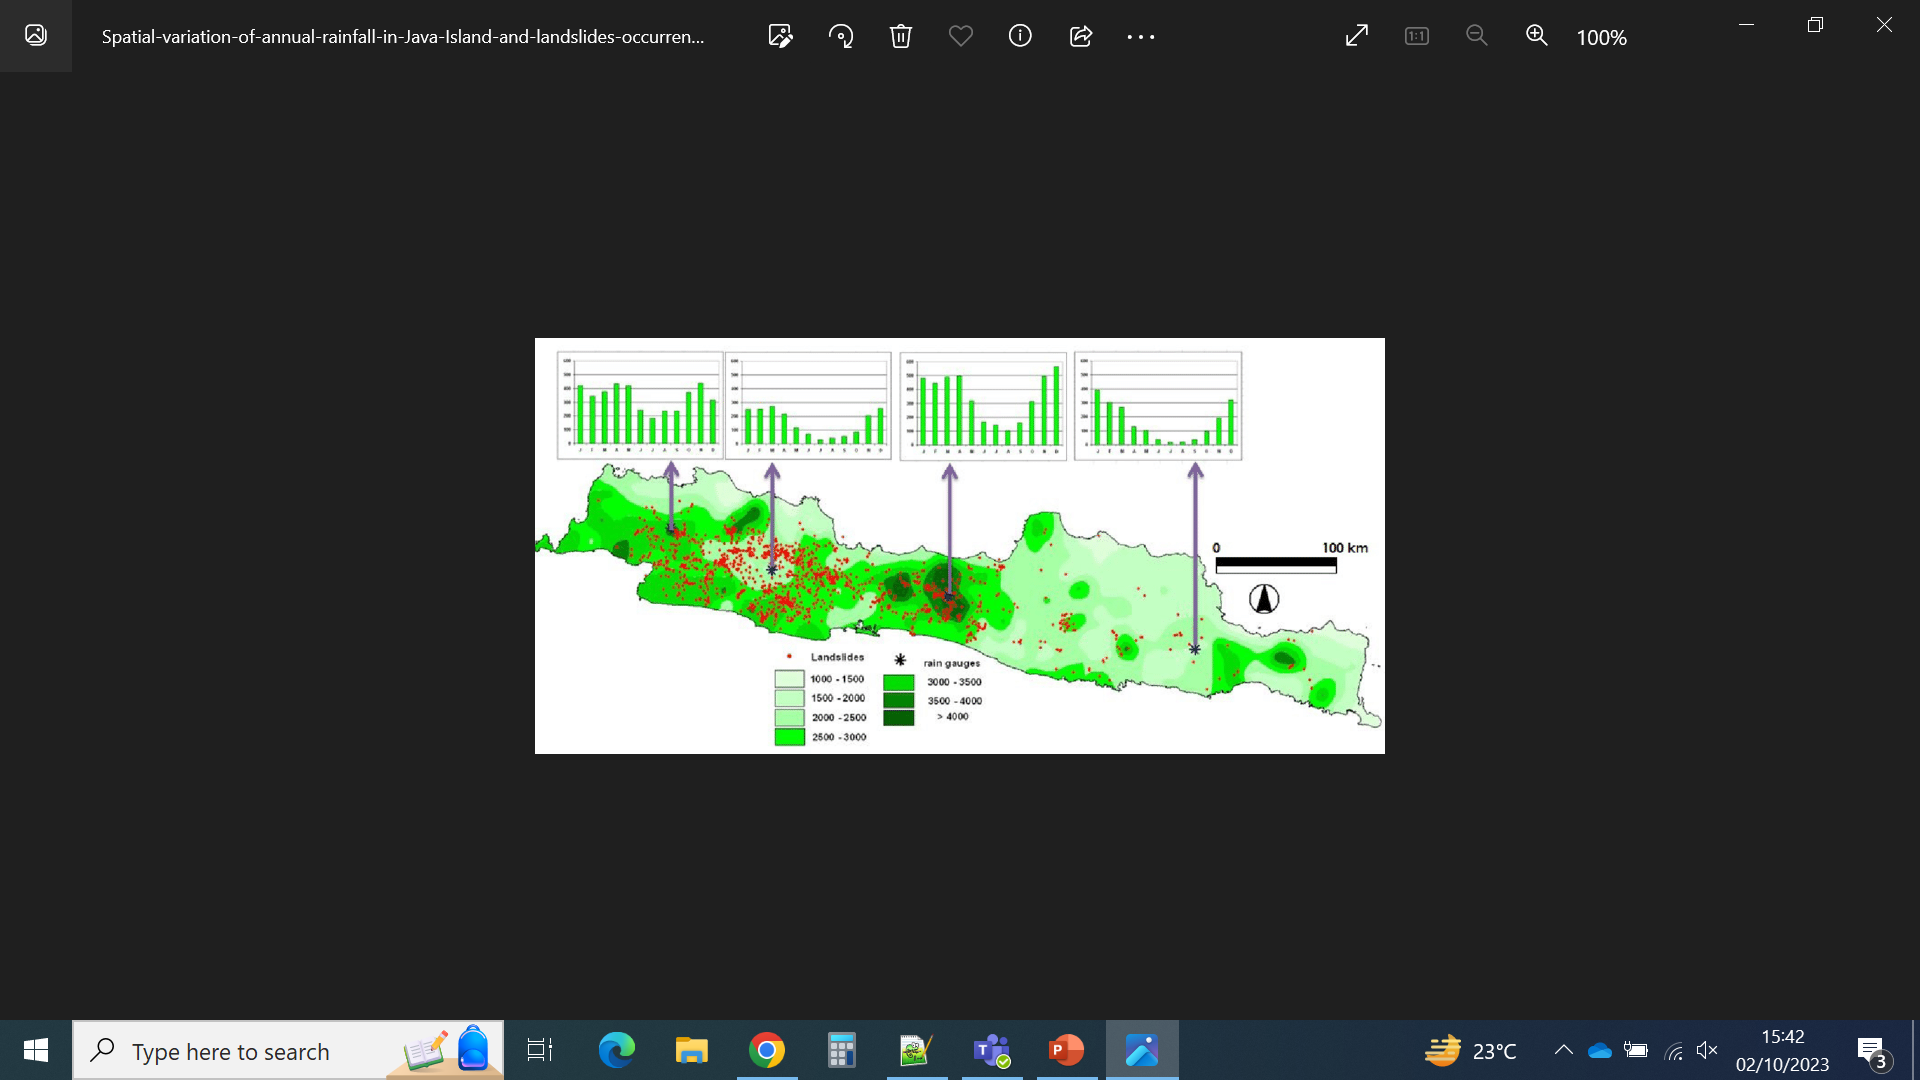 Spatial-variation-of-annual-rainfall-in-Java-Island-and-landslides-occurren...
100%
0 100 km
Landslides
1000 - 1500
1500 - 2000
2000 - 2500
2500 - 3000
rain gauges
3000 - 3500
3500 - 4000
> 4000
Type here to search
23°C
15:42
02/10/2023
3